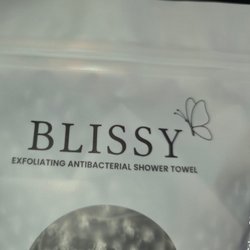 BLISSY
EXFOLIATING ANTIBACTERIAL SHOWER TOWEL